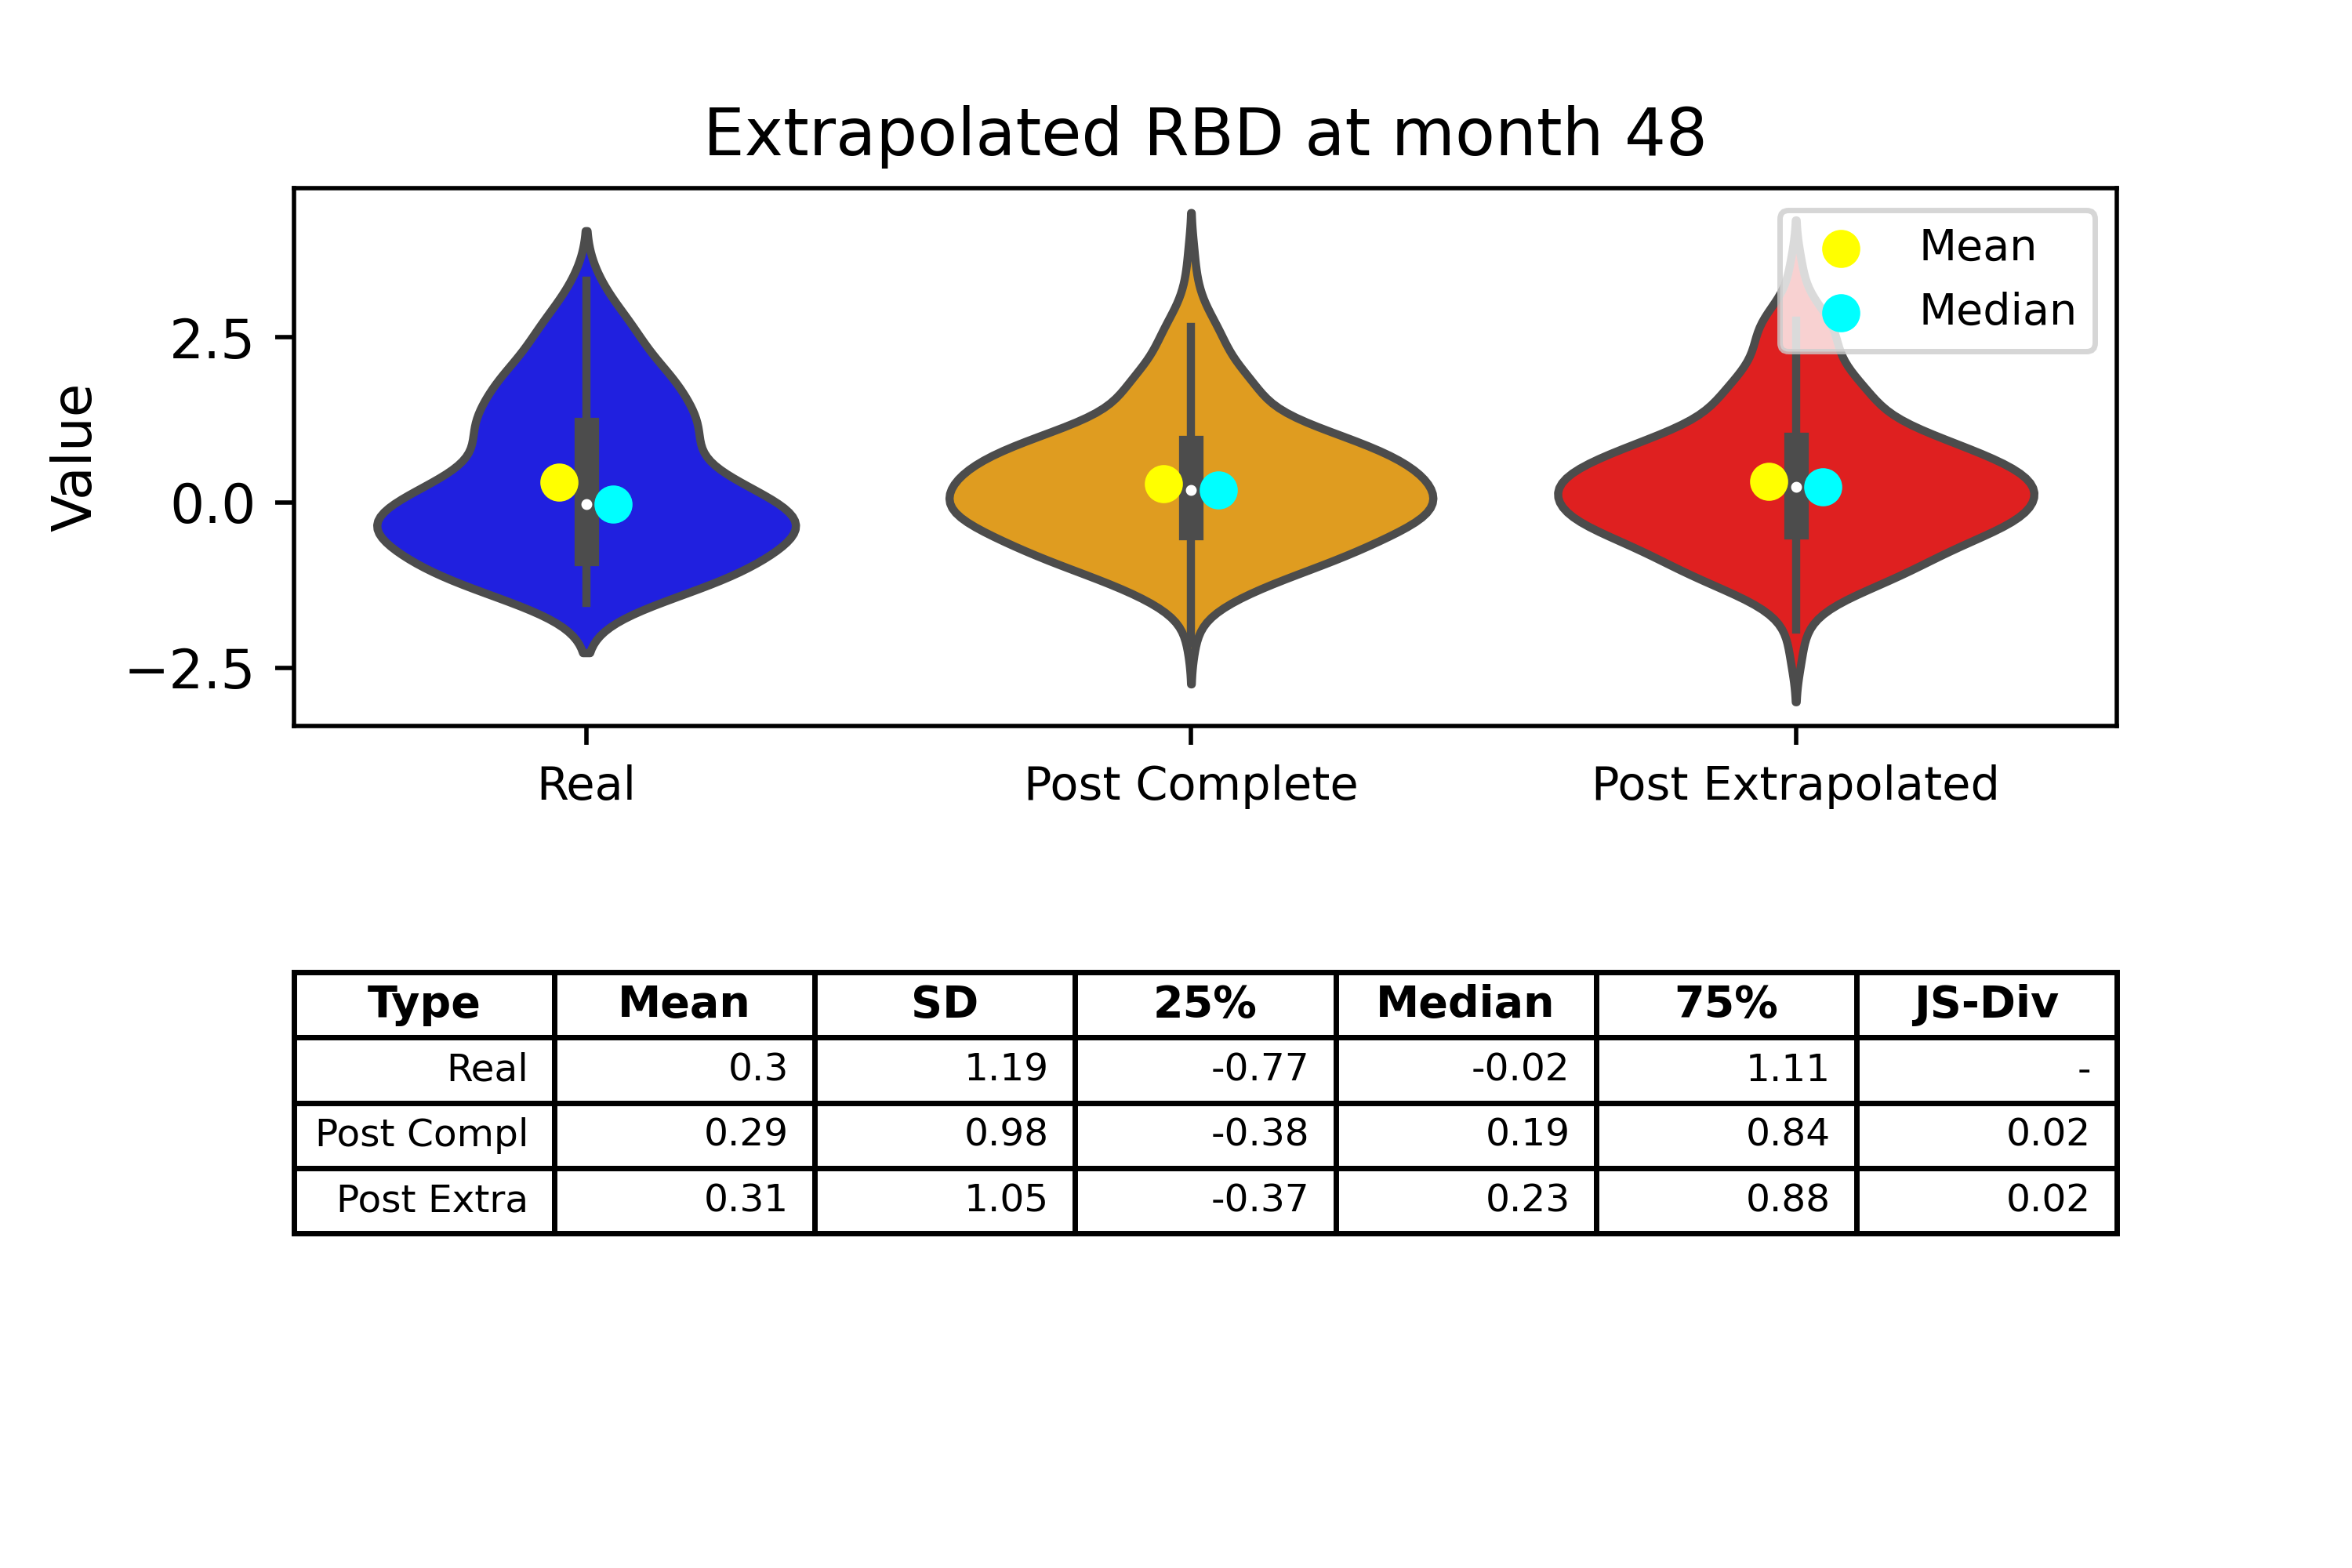 Extrapolated RBD at month 48
Mean
Median
2.5
0.0
−2.5
Value
Real Post Complete Post Extrapolated
Type Mean SD 25% Median 75% JS-Div
Real 0.3 1.19 -0.77 -0.02 1.11 -
Post Compl 0.29 0.98 -0.38 0.19 0.84 0.02
Post Extra 0.31 1.05 -0.37 0.23 0.88 0.02